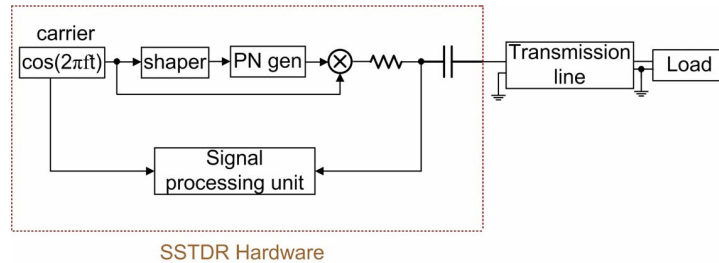 carrier
cos(2πft)
shaper
PN gen
Transmission
line
Load
Signal
processing unit
SSTDR Hardware